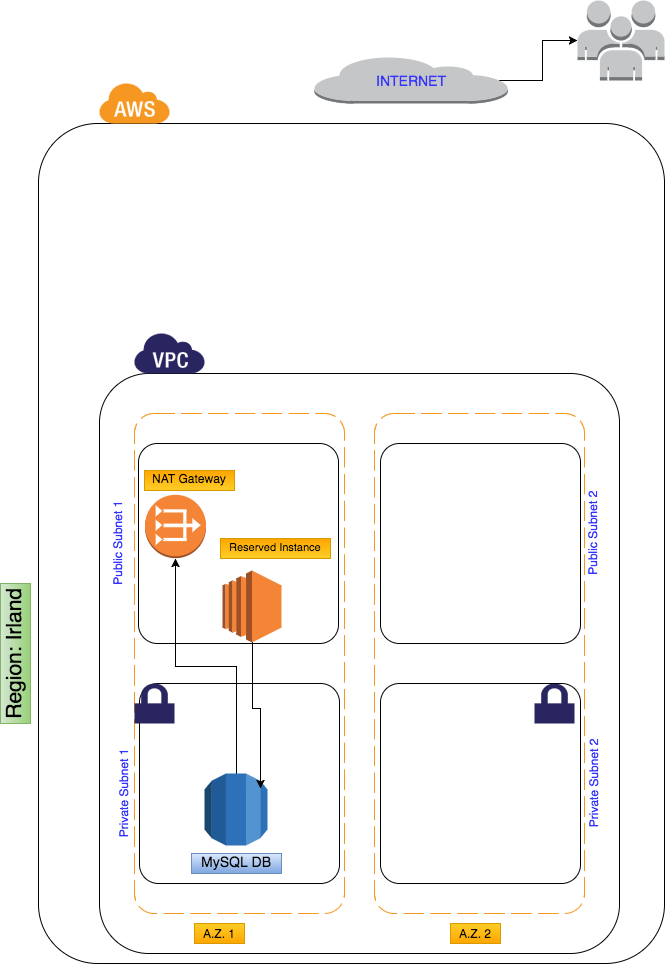 INTERNET
AWS
VPC
NAT Gateway
Public Subnet 1
Public Subnet 2
Reserved Instance
Region: Irland
Private Subnet 1
Private Subnet 2
MySQL DB
A.Z. 1
A.Z. 2